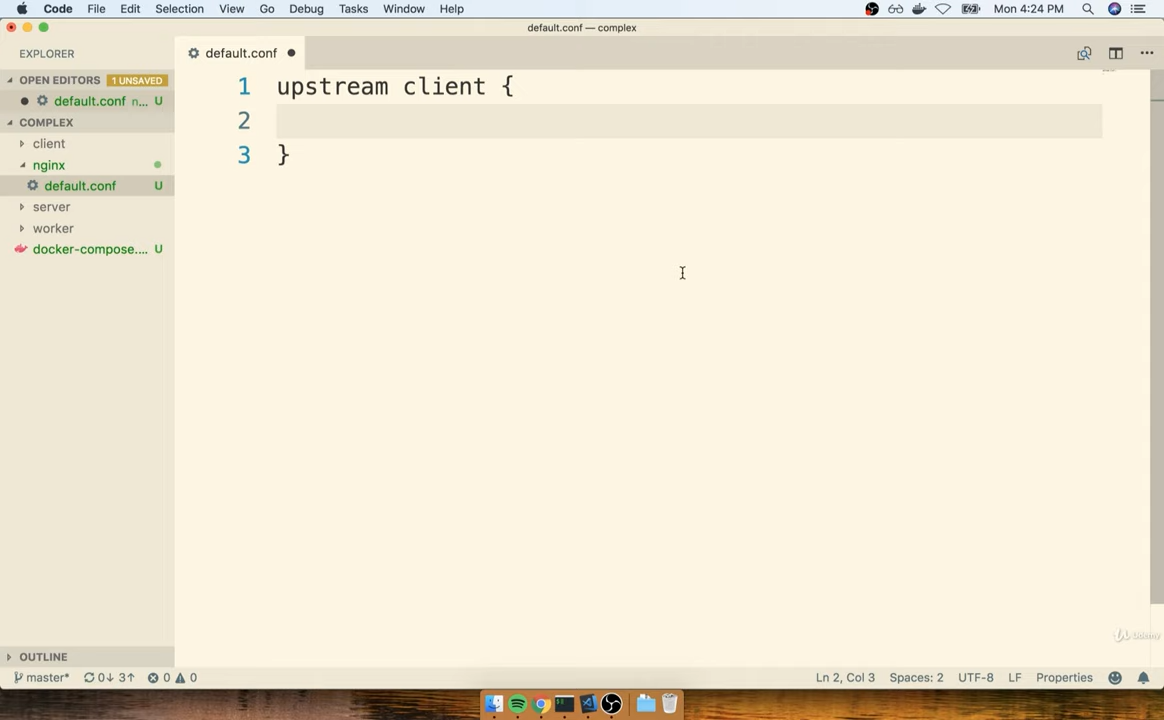 Code File Edit Selection View Go Debug Tasks Window Help Mon 4:24 PM
default.conf — complex
EXPLORER default.conf
OPEN EDITORS 1 UNSAVED
default.conf n... U
COMPLEX
client
nginx
default.conf U
server
worker
docker-compose.... U
1 upstream client {
2
3 }
Udemy
OUTLINE
master* 0↓ 3↑ 0 0 Ln 2, Col 3 Spaces: 2 UTF-8 LF Properties